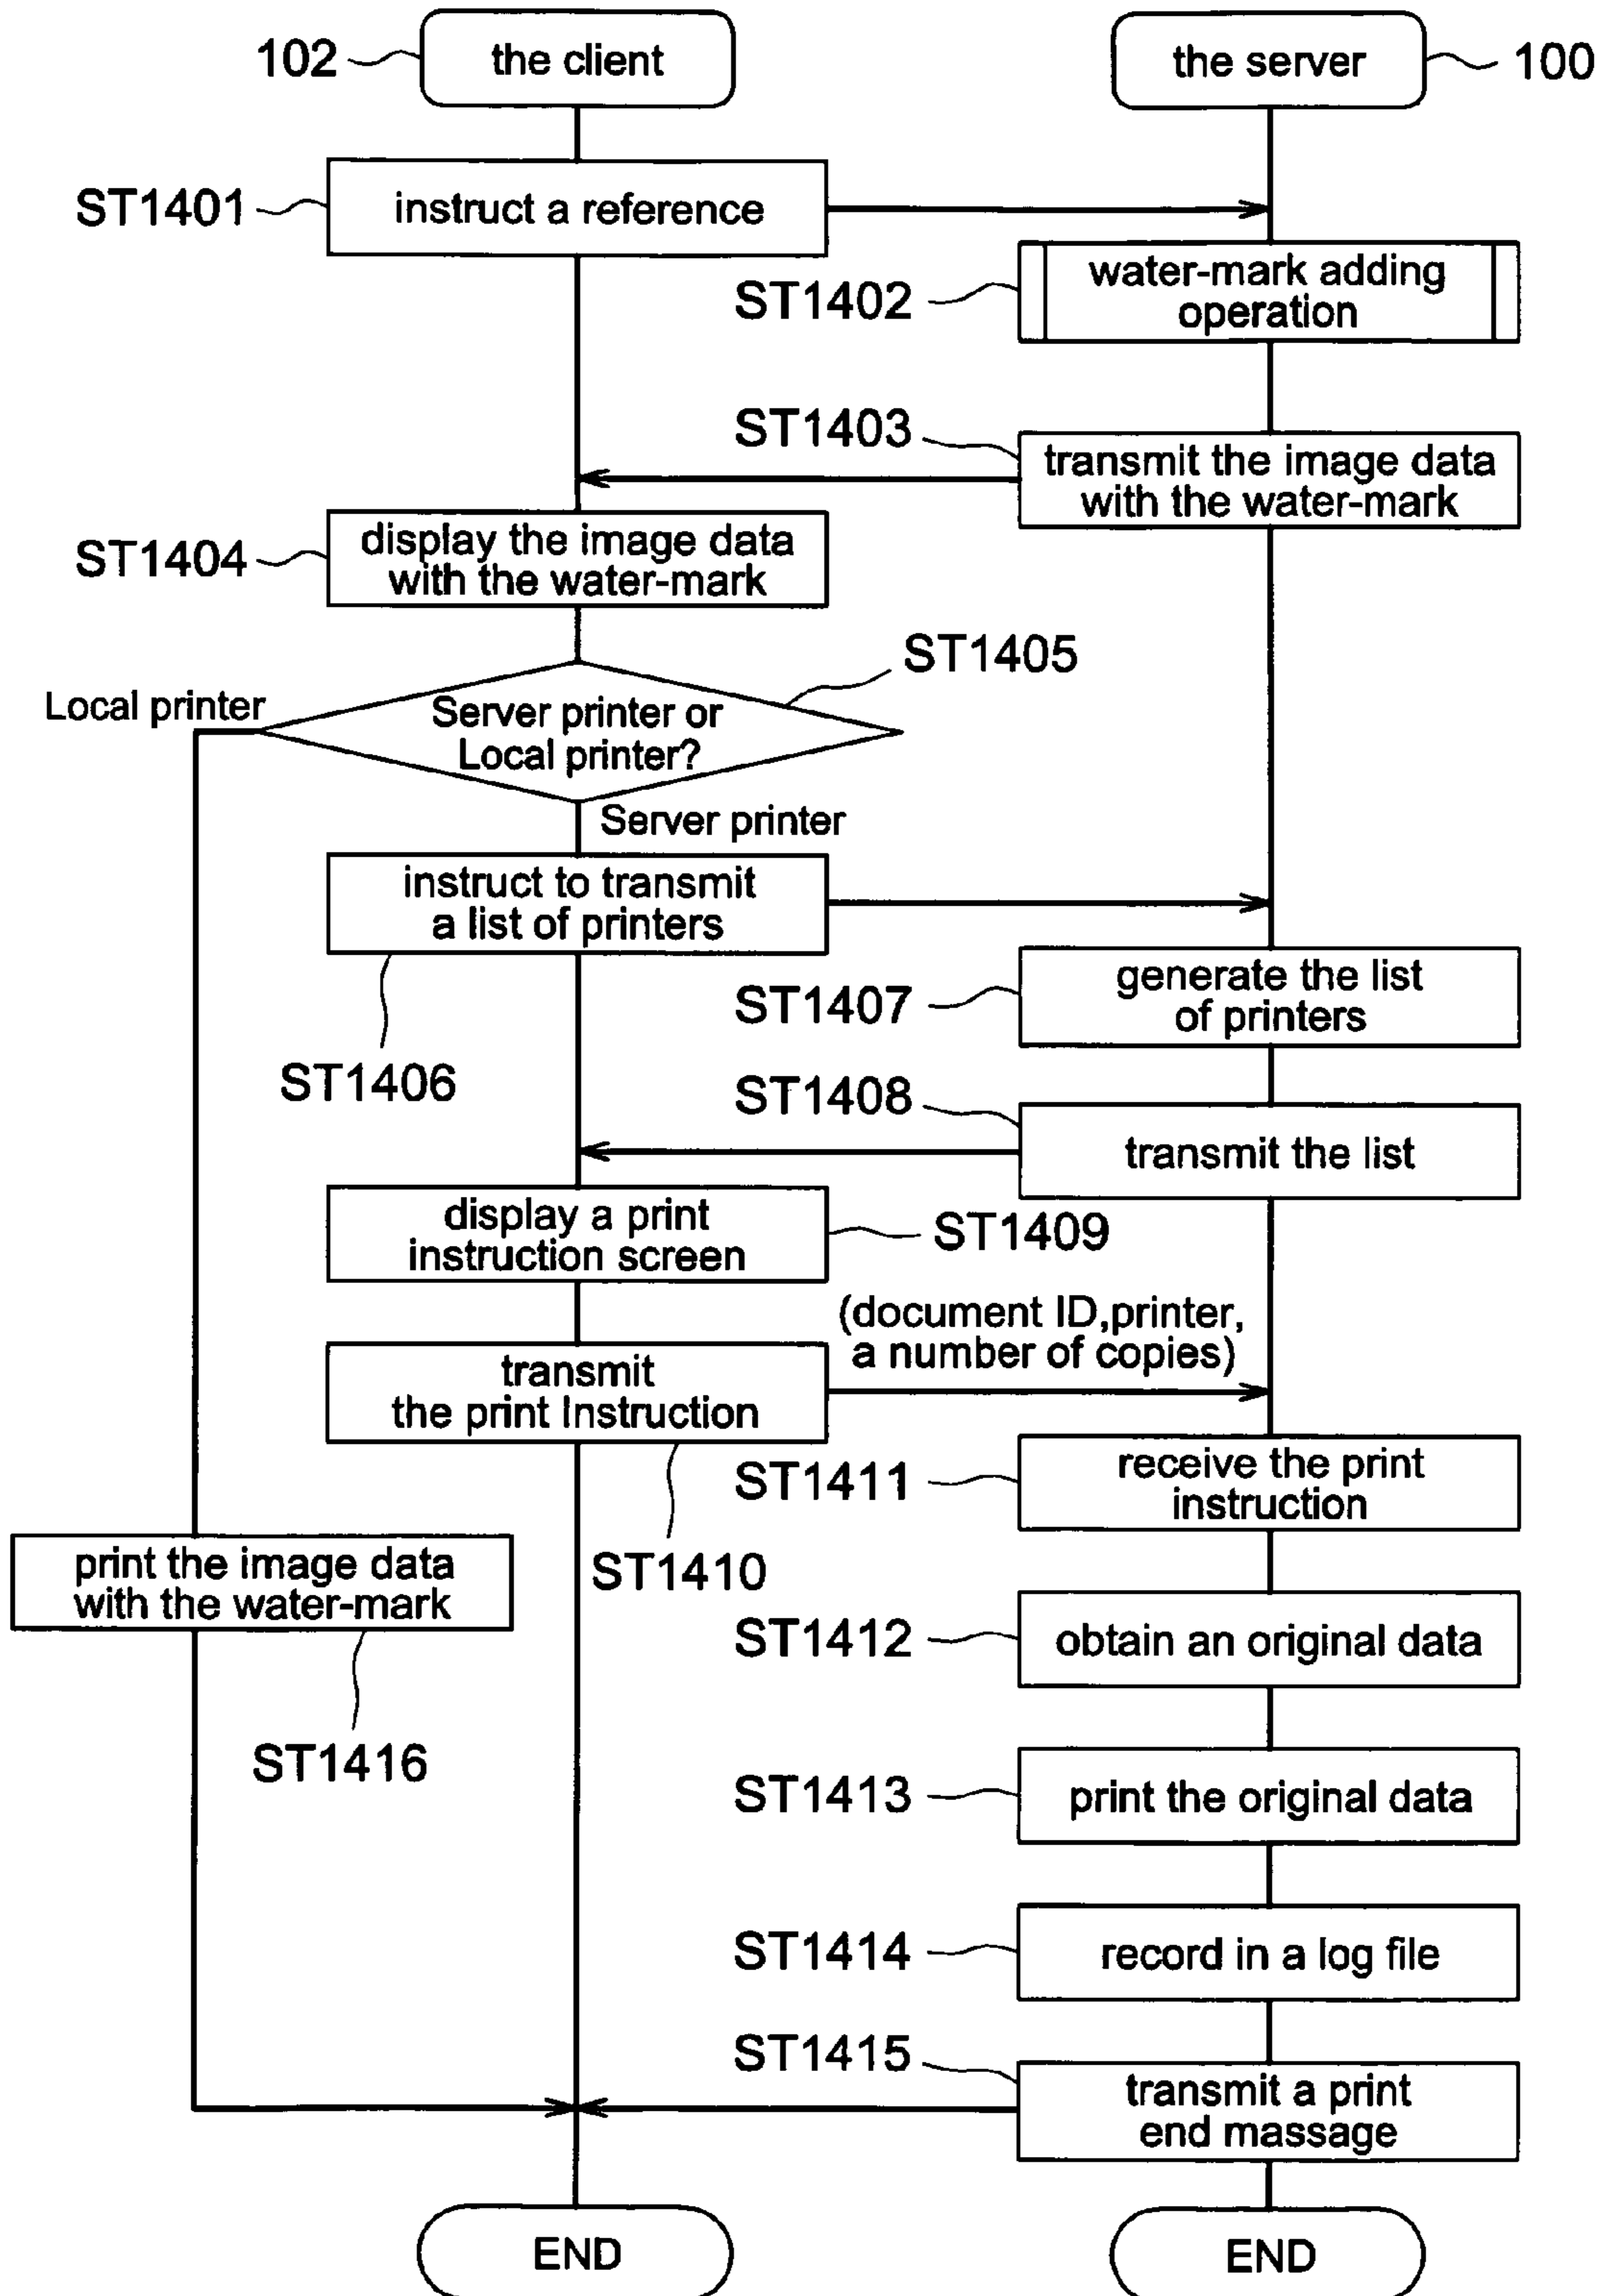 102
the client
the server
100
ST1401
instruct a reference
ST1402
water-mark adding
operation
ST1403
transmit the image data
with the water-mark
ST1404
display the image data
with the water-mark
ST1405
Local printer
Server printer or
Local printer?
Server printer
instruct to transmit
a list of printers
ST1406
ST1407
generate the list
of printers
ST1408
transmit the list
display a print
instruction screen
ST1409
(document ID,printer,
a number of copies)
transmit
the print Instruction
ST1410
ST1411
receive the print
instruction
print the image data
with the water-mark
ST1416
ST1412
obtain an original data
ST1413
print the original data
ST1414
record in a log file
ST1415
transmit a print
end massage
END
END